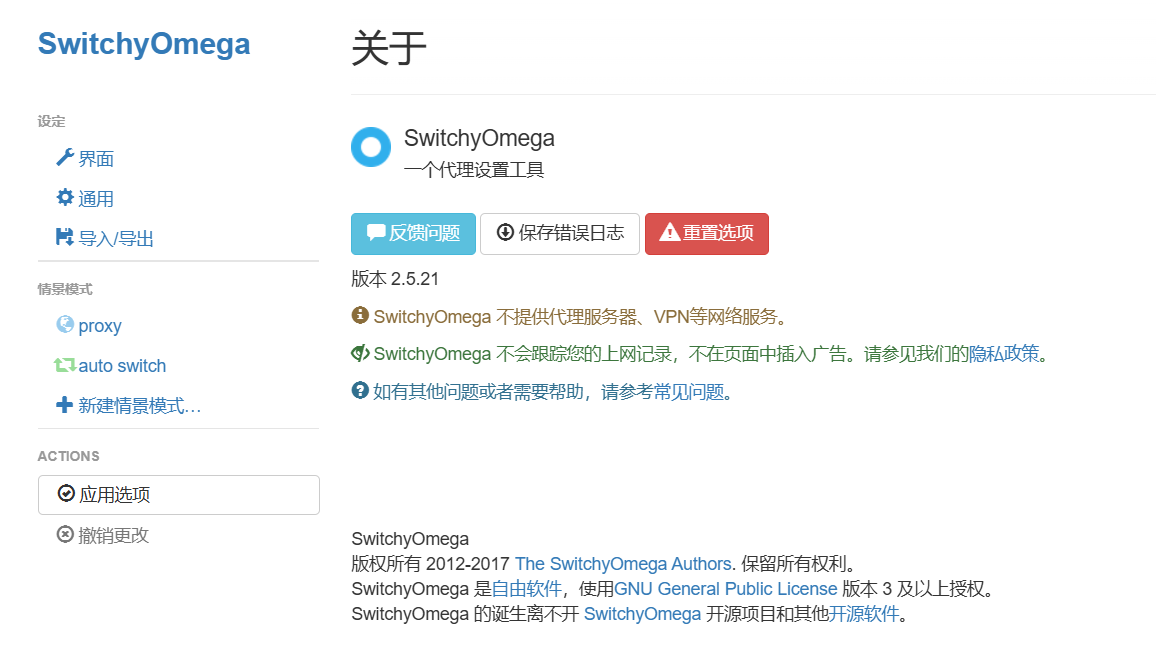 SwitchyOmega
设定
界面
通用
导入/导出
情景模式
proxy
auto switch
新建情景模式…
ACTIONS
应用选项
撤销更改
关于
SwitchyOmega
一个代理设置工具
反馈问题 保存错误日志 重置选项
版本 2.5.21
SwitchyOmega 不提供代理服务器、VPN等网络服务。
SwitchyOmega 不会跟踪您的上网记录，不在页面中插入广告。请参见我们的隐私政策。
如有其他问题或者需要帮助，请参考常见问题。
SwitchyOmega
版权所有 2012-2017 The SwitchyOmega Authors. 保留所有权利。
SwitchyOmega 是自由软件，使用GNU General Public License 版本 3 及以上授权。
SwitchyOmega 的诞生离不开 SwitchyOmega 开源项目和其他开源软件。